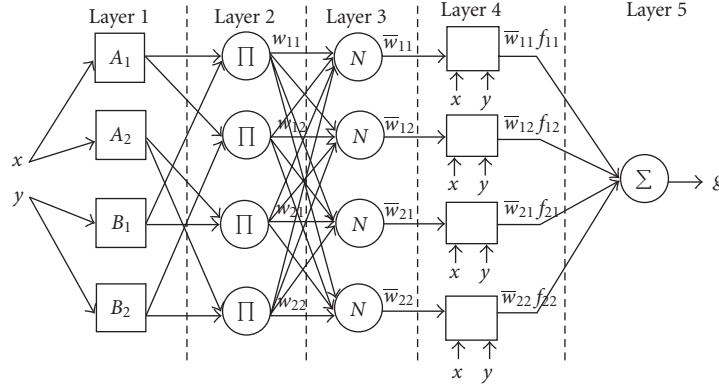 Layer 1 Layer 2 Layer 3 Layer 4 Layer 5
A₁ ∏ w₁₁ N w̅₁₁ w̅₁₁ f₁₁
x y
A₂ ∏ w₁₂ N w̅₁₂ w̅₁₂ f₁₂
x
x y
∑ g
y
B₁ ∏ w₂₁ N w̅₂₁ w̅₂₁ f₂₁
x y
B₂ ∏ w₂₂ N w̅₂₂ w̅₂₂ f₂₂
x y